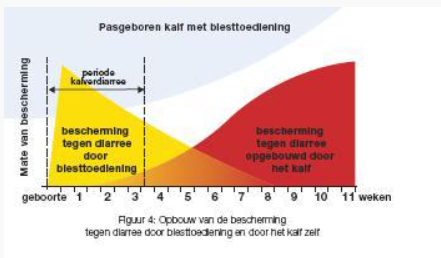 Pasgeboren kalf met biesttoediening
Mate van bescherming
periode
kalverdiarree
bescherming
tegen diarree
door
biesttoediening
bescherming
tegen diarree
opgebouwd door
het kalf
geboorte 1 2 3 4 5 6 7 8 9 10 11 weken
Figuur 4: Opbouw van de bescherming
tegen diarree door biesttoediening en door het kalf zelf